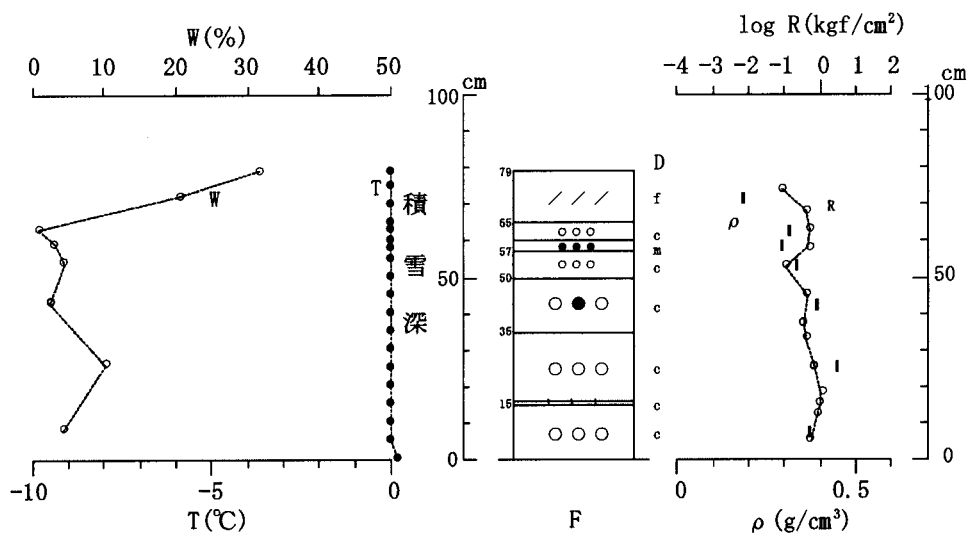 W(%)
0 10 20 30 40 50
cm
100
50
0
T
W
積
雪
深
-10 -5 0
T(℃)
D
79
f
65
c
m
57
c
50
c
35
c
15
c
F
log R(kgf/cm²)
-4 -3 -2 -1 0 1 2
cm
100
50
0
R
ρ
0 0.5
ρ (g/cm³)